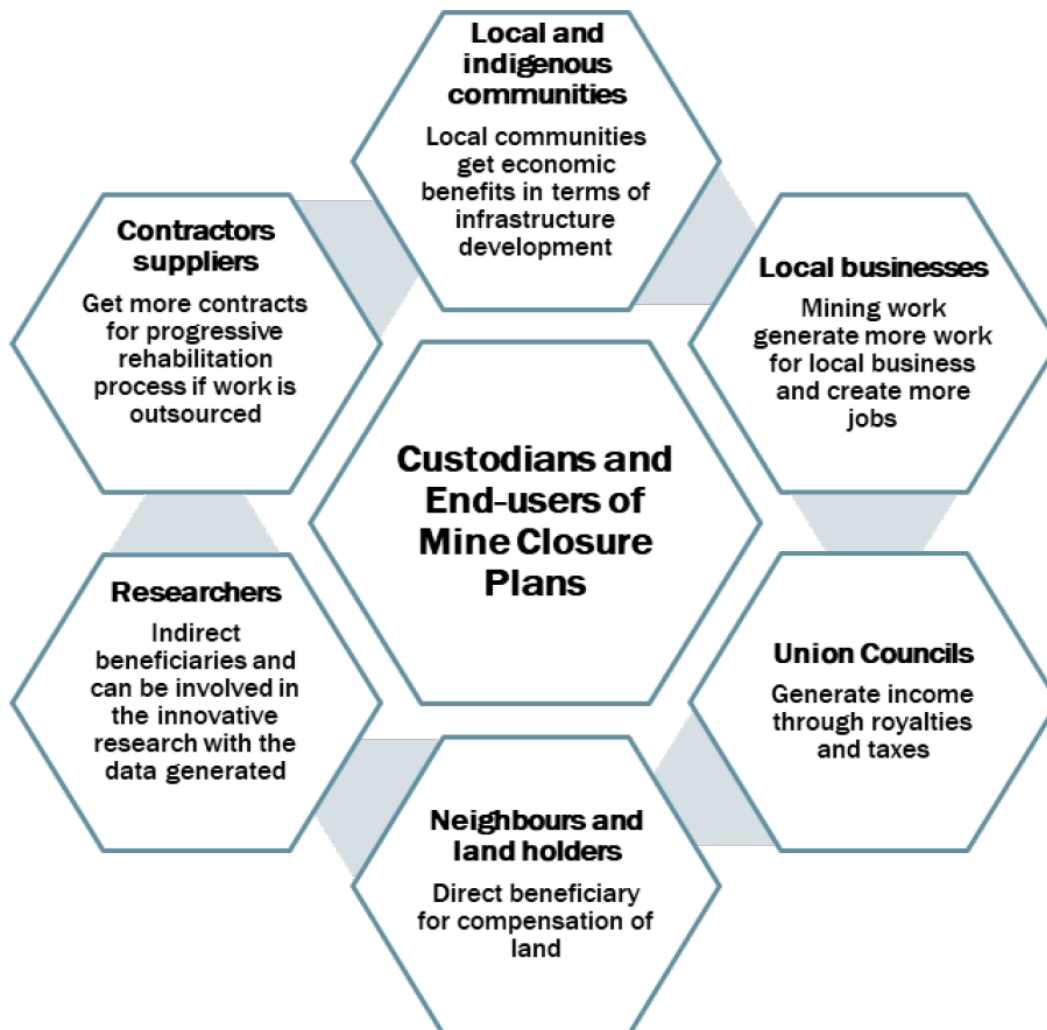 Local and
indigenous
communities
Local communities
get economic
benefits in terms of
infrastructure
development
Contractors
suppliers
Get more contracts
for progressive
rehabilitation
process if work is
outsourced
Local businesses
Mining work
generate more work
for local business
and create more
jobs
Custodians and
End-users of
Mine Closure
Plans
Researchers
Indirect
beneficiaries and
can be involved in
the innovative
research with the
data generated
Union Councils
Generate income
through royalties
and taxes
Neighbours and
land holders
Direct beneficiary
for compensation of
land